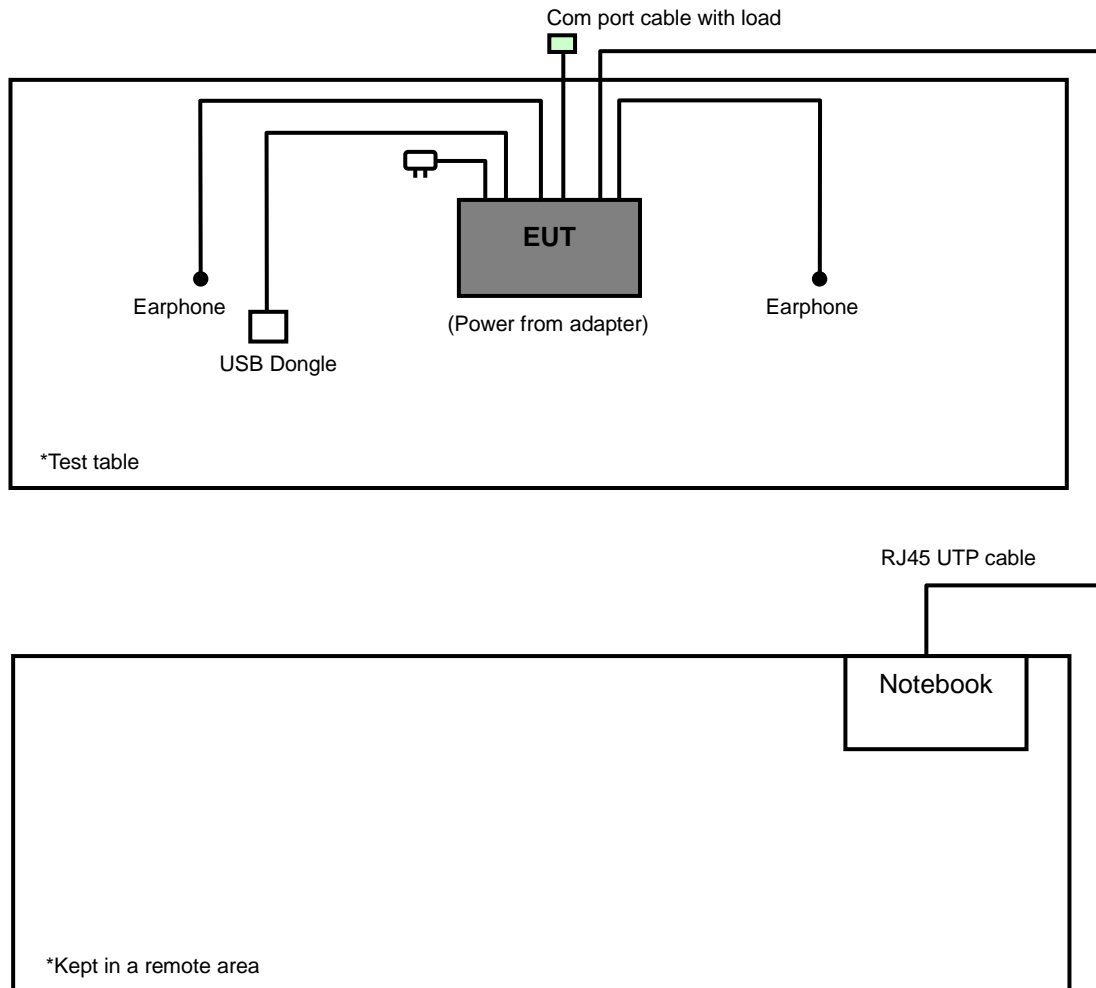 Com port cable with load
EUT
Earphone
Earphone
(Power from adapter)
USB Dongle
*Test table
RJ45 UTP cable
Notebook
*Kept in a remote area